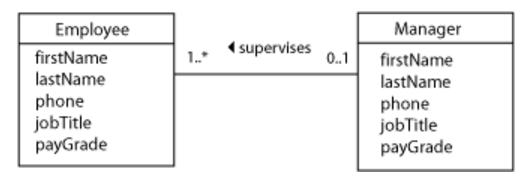 Employee
firstName
lastName
phone
jobTitle
payGrade
1..*
◀ supervises
0..1
Manager
firstName
lastName
phone
jobTitle
payGrade